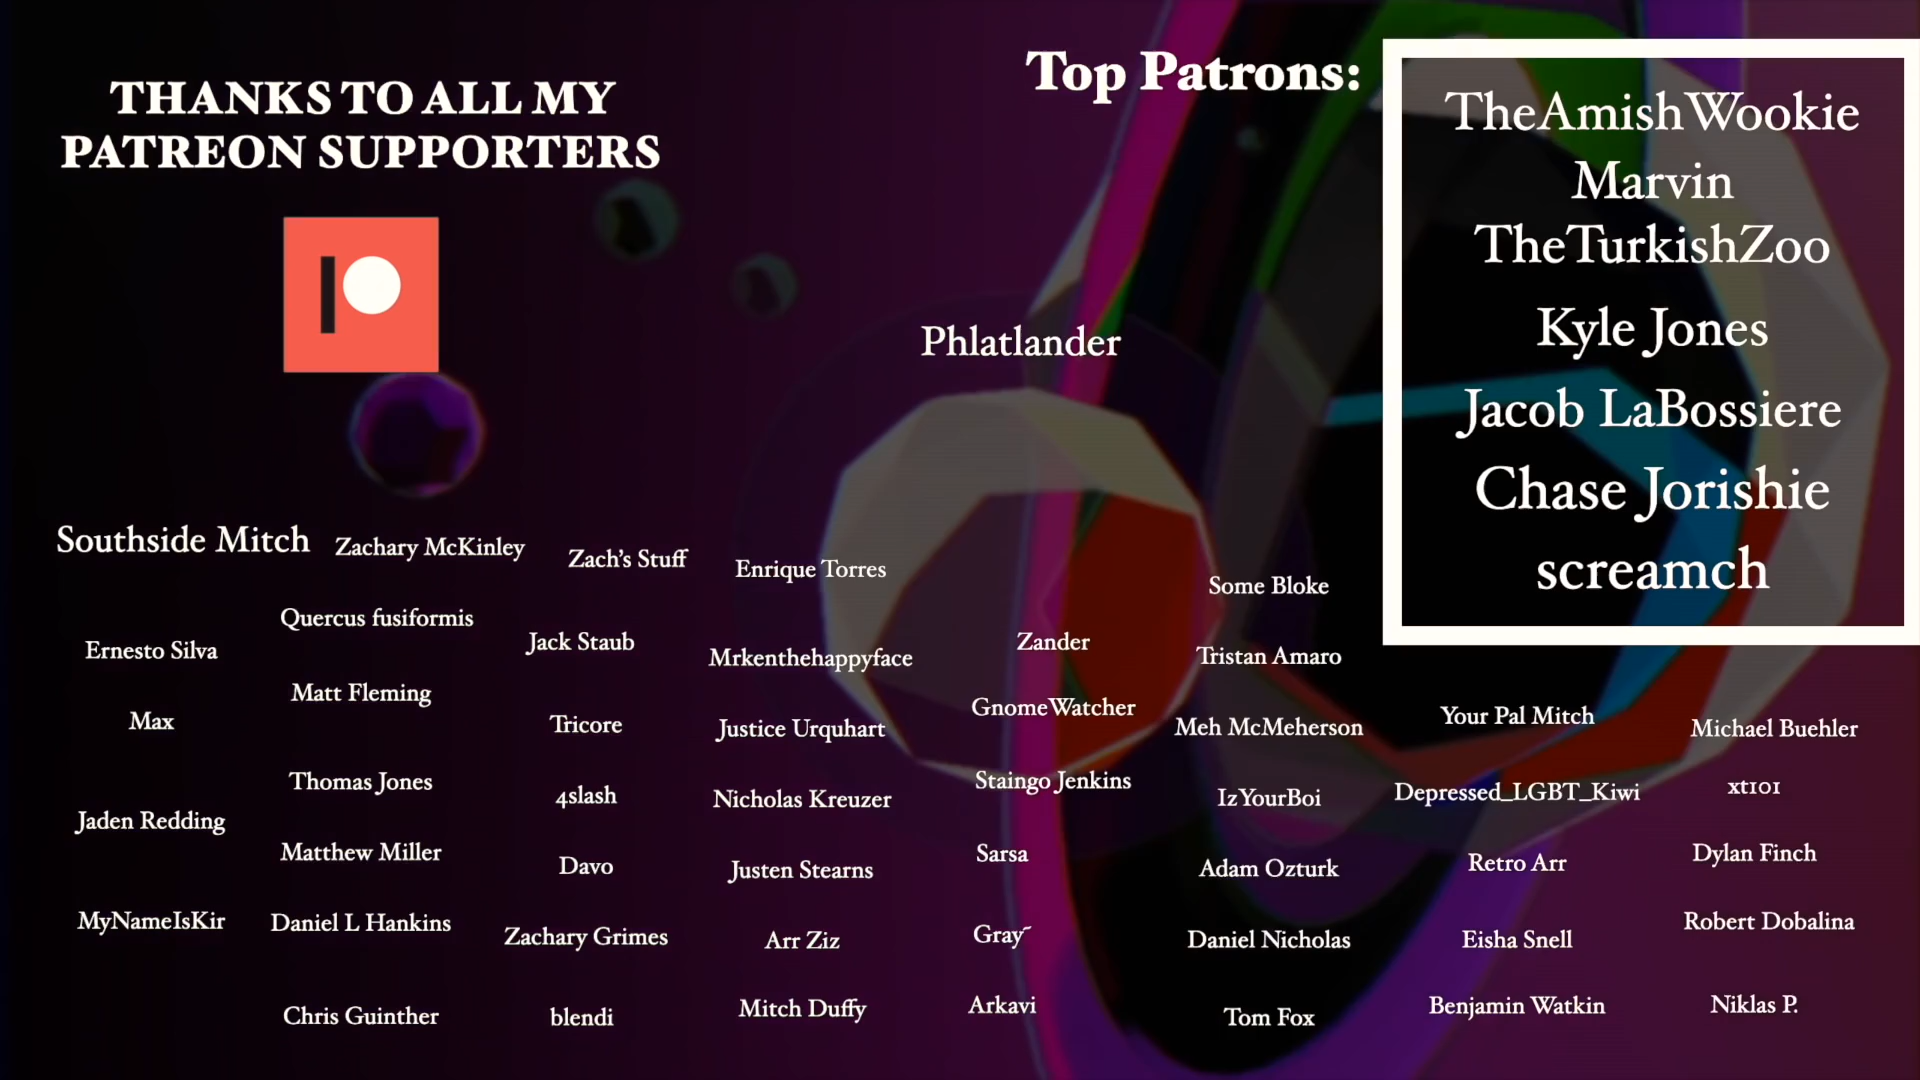 THANKS TO ALL MY
PATREON SUPPORTERS
Top Patrons:
TheAmishWookie
Marvin
TheTurkishZoo
Kyle Jones
Jacob LaBossiere
Chase Jorishie
screamch
Phlatlander
Southside Mitch
Ernesto Silva
Max
Jaden Redding
MyNameIsKir
Zachary McKinley
Quercus fusiformis
Matt Fleming
Thomas Jones
Matthew Miller
Daniel L Hankins
Chris Guinther
Zach’s Stuff
Jack Staub
Tricore
4slash
Davo
Zachary Grimes
blendi
Enrique Torres
Mrkenthehappyface
Justice Urquhart
Nicholas Kreuzer
Justen Stearns
Arr Ziz
Mitch Duffy
Zander
GnomeWatcher
Staingo Jenkins
Sarsa
Gray˜
Arkavi
Some Bloke
Tristan Amaro
Meh McMeherson
IzYourBoi
Adam Ozturk
Daniel Nicholas
Tom Fox
Your Pal Mitch
Depressed_LGBT_Kiwi
Retro Arr
Eisha Snell
Benjamin Watkin
Michael Buehler
xt101
Dylan Finch
Robert Dobalina
Niklas P.